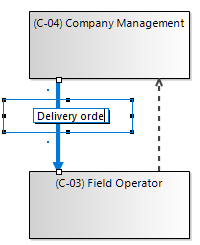 (C-04) Company Management
Delivery orde
(C-03) Field Operator